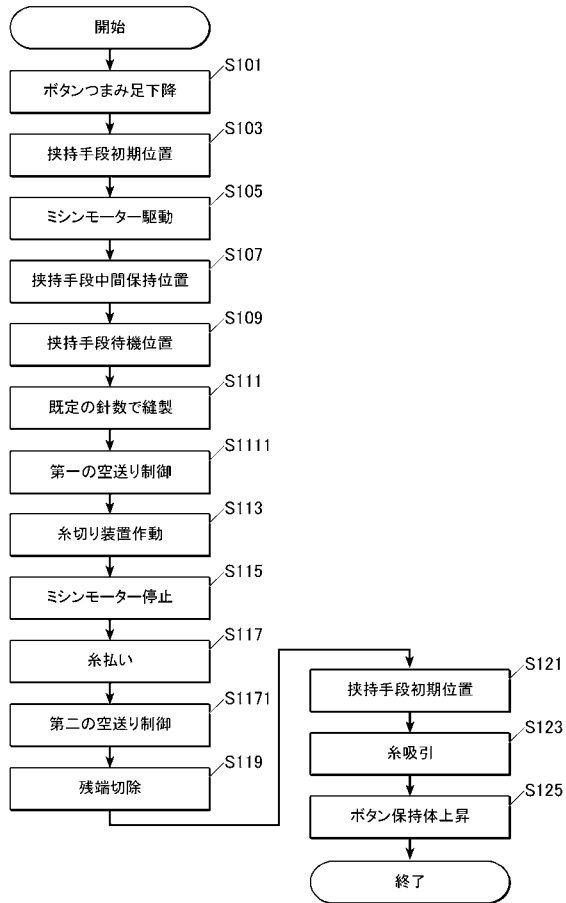 開始
S101
ボタンつまみ足下降
S103
挟持手段初期位置
S105
ミシンモーター駆動
S107
挟持手段中間保持位置
S109
挟持手段待機位置
S111
既定の針数で縫製
S1111
第一の空送り制御
S113
糸切り装置作動
S115
ミシンモーター停止
S117
糸払い
S1171
第二の空送り制御
S119
残端切除
S121
挟持手段初期位置
S123
糸吸引
S125
ボタン保持体上昇
終了